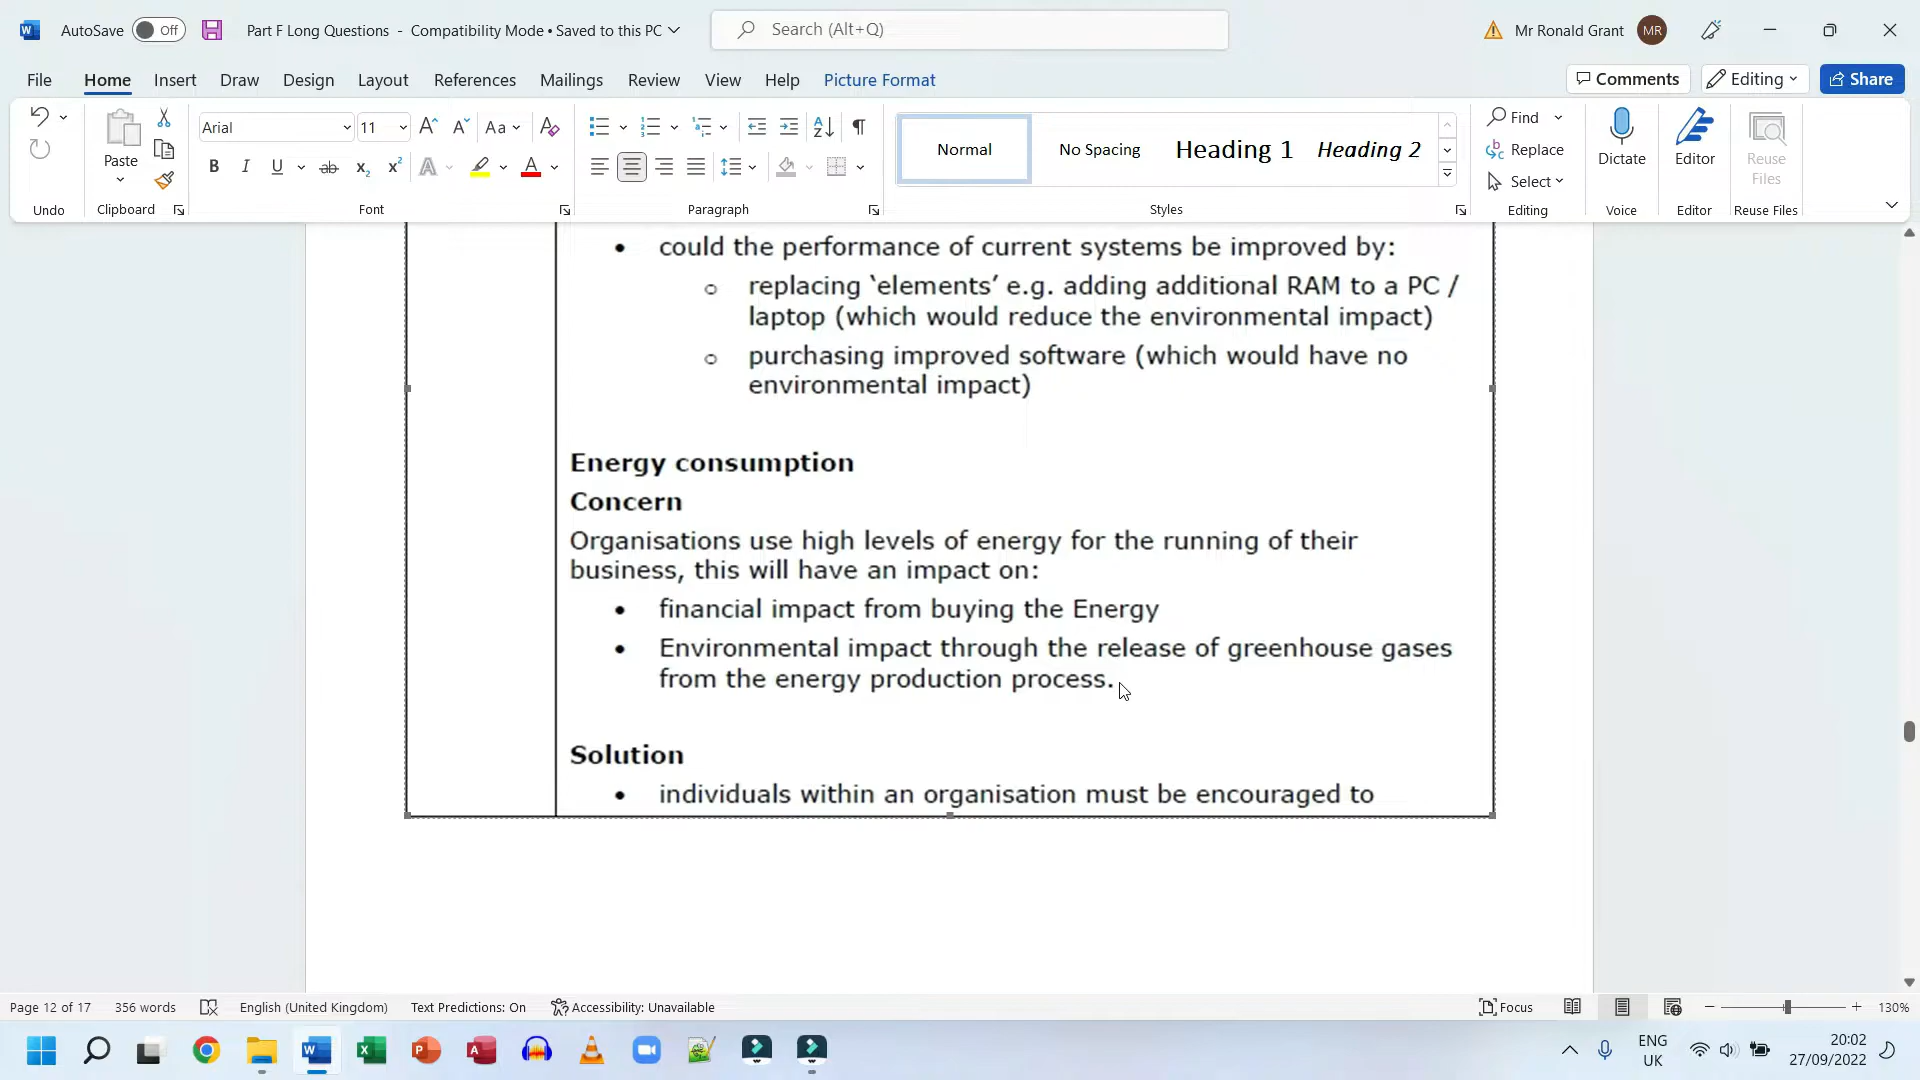 AutoSave Off Part F Long Questions - Compatibility Mode • Saved to this PC Search (Alt+Q) Mr Ronald Grant MR
File Home Insert Draw Design Layout References Mailings Review View Help Picture Format Comments Editing Share
Arial 11 Aa
Paste
Normal No Spacing Heading 1 Heading 2
Find
Replace
Select
Dictate Editor Reuse Files
Undo Clipboard Font Paragraph Styles Editing Voice Editor Reuse Files
• could the performance of current systems be improved by:
o replacing ‘elements’ e.g. adding additional RAM to a PC /
laptop (which would reduce the environmental impact)
o purchasing improved software (which would have no
environmental impact)
Energy consumption
Concern
Organisations use high levels of energy for the running of their
business, this will have an impact on:
• financial impact from buying the Energy
• Environmental impact through the release of greenhouse gases
from the energy production process.
Solution
• individuals within an organisation must be encouraged to
Page 12 of 17 356 words English (United Kingdom) Text Predictions: On Accessibility: Unavailable Focus 130%
ENG UK 20:02 27/09/2022